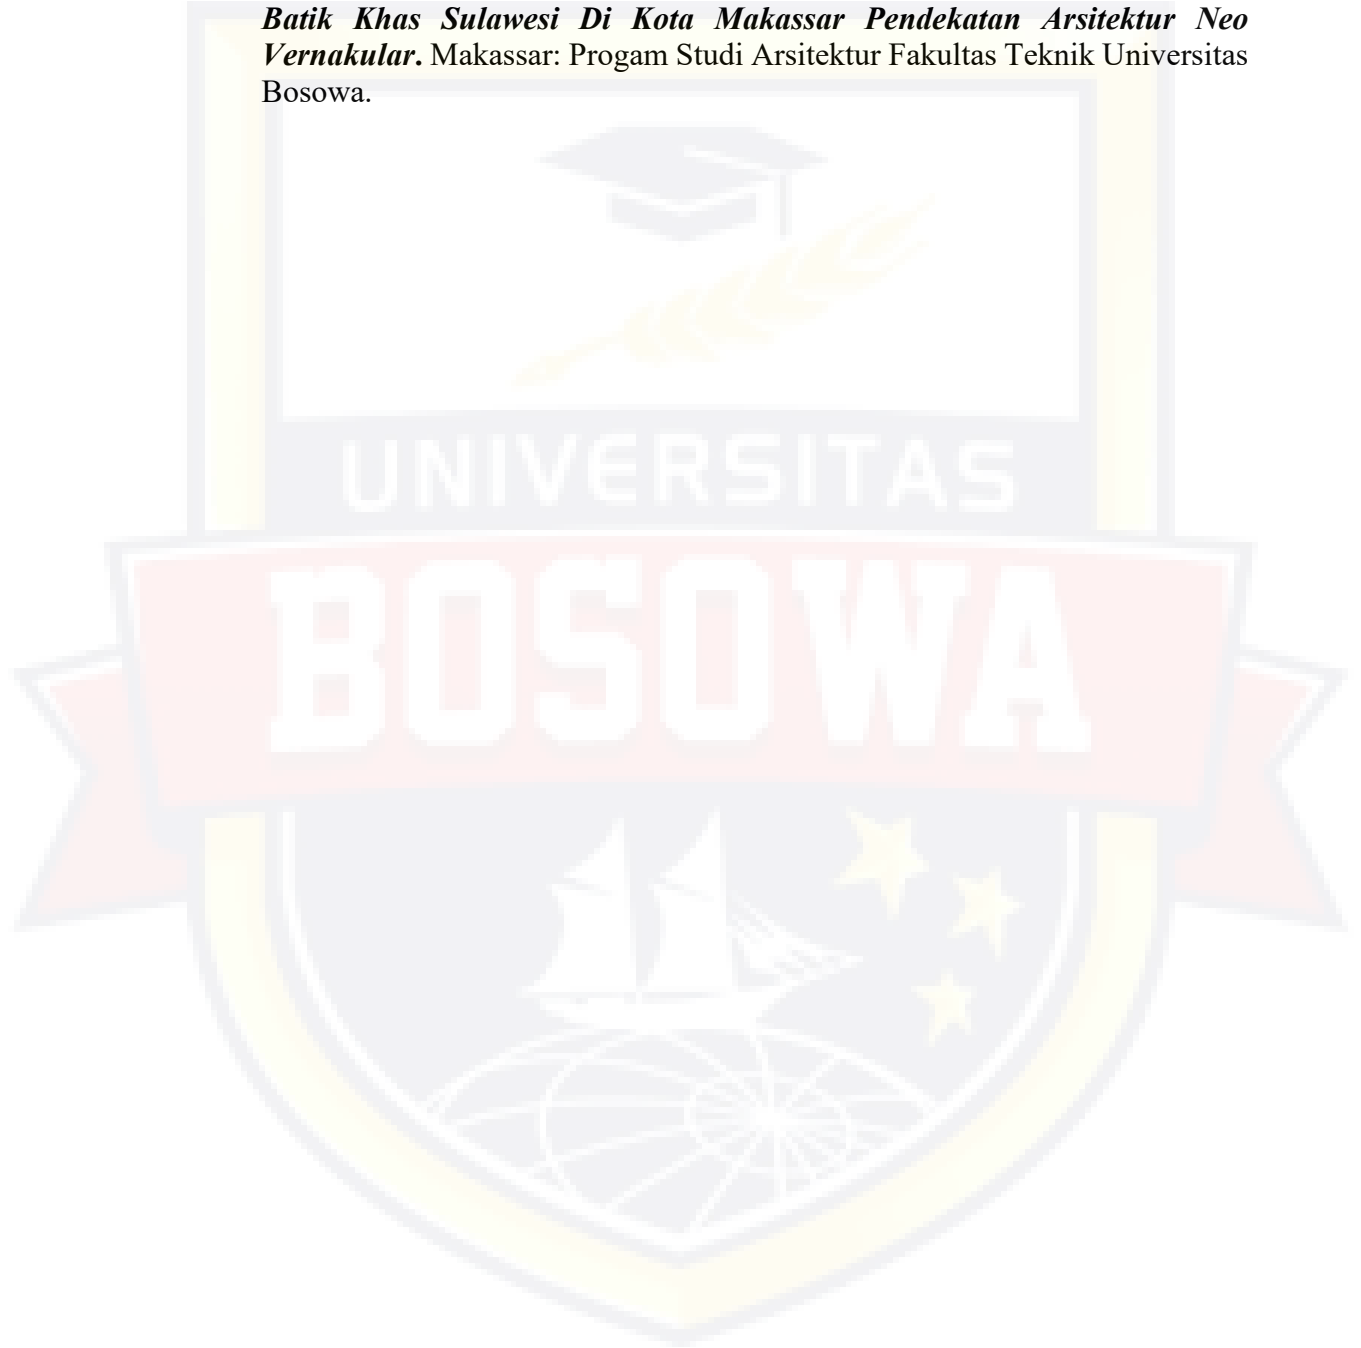 Batik Khas Sulawesi Di Kota Makassar Pendekatan Arsitektur Neo
Vernakular. Makassar: Progam Studi Arsitektur Fakultas Teknik Universitas
Bosowa.
UNIVERSITAS
BOSOWA